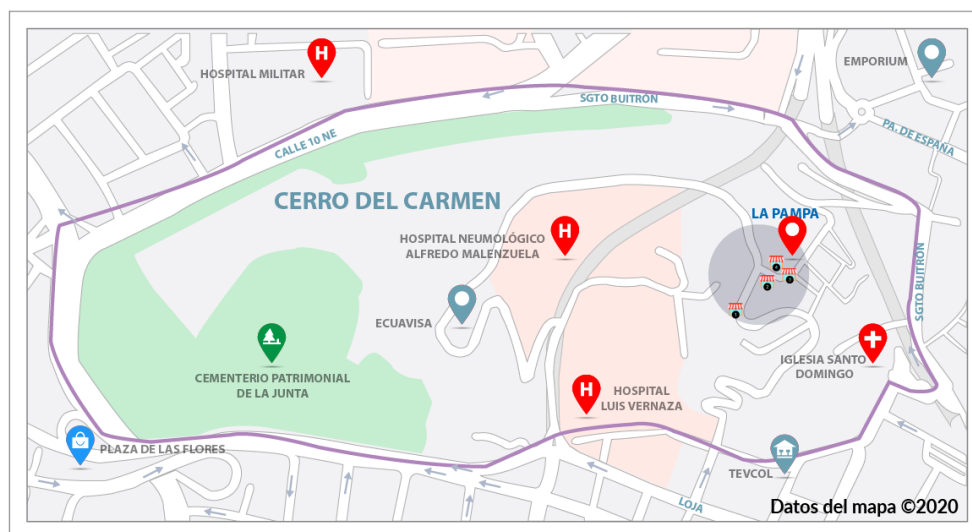 HOSPITAL MILITAR
H
EMPORIUM
SGTO BUITRÓN
PA. DE ESPAÑA
CALLE 10 NE
CERRO DEL CARMEN
LA PAMPA
HOSPITAL NEUMOLÓGICO
ALFREDO MALENZUELA
H
SGTO BUITRÓN
ECUAVISA
IGLESIA SANTO
DOMINGO
CEMENTERIO PATRIMONIAL
DE LA JUNTA
H
HOSPITAL
LUIS VERNAZA
PLAZA DE LAS FLORES
TEVCOL
LOJA
Datos del mapa ©2020